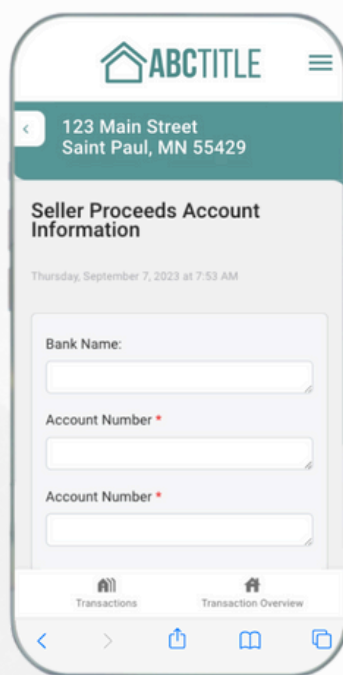 ABCTITLE
123 Main Street
Saint Paul, MN 55429
Seller Proceeds Account
Information
Thursday, September 7, 2023 at 7:53 AM
Bank Name:
Account Number *
Account Number *
Transactions
Transaction Overview